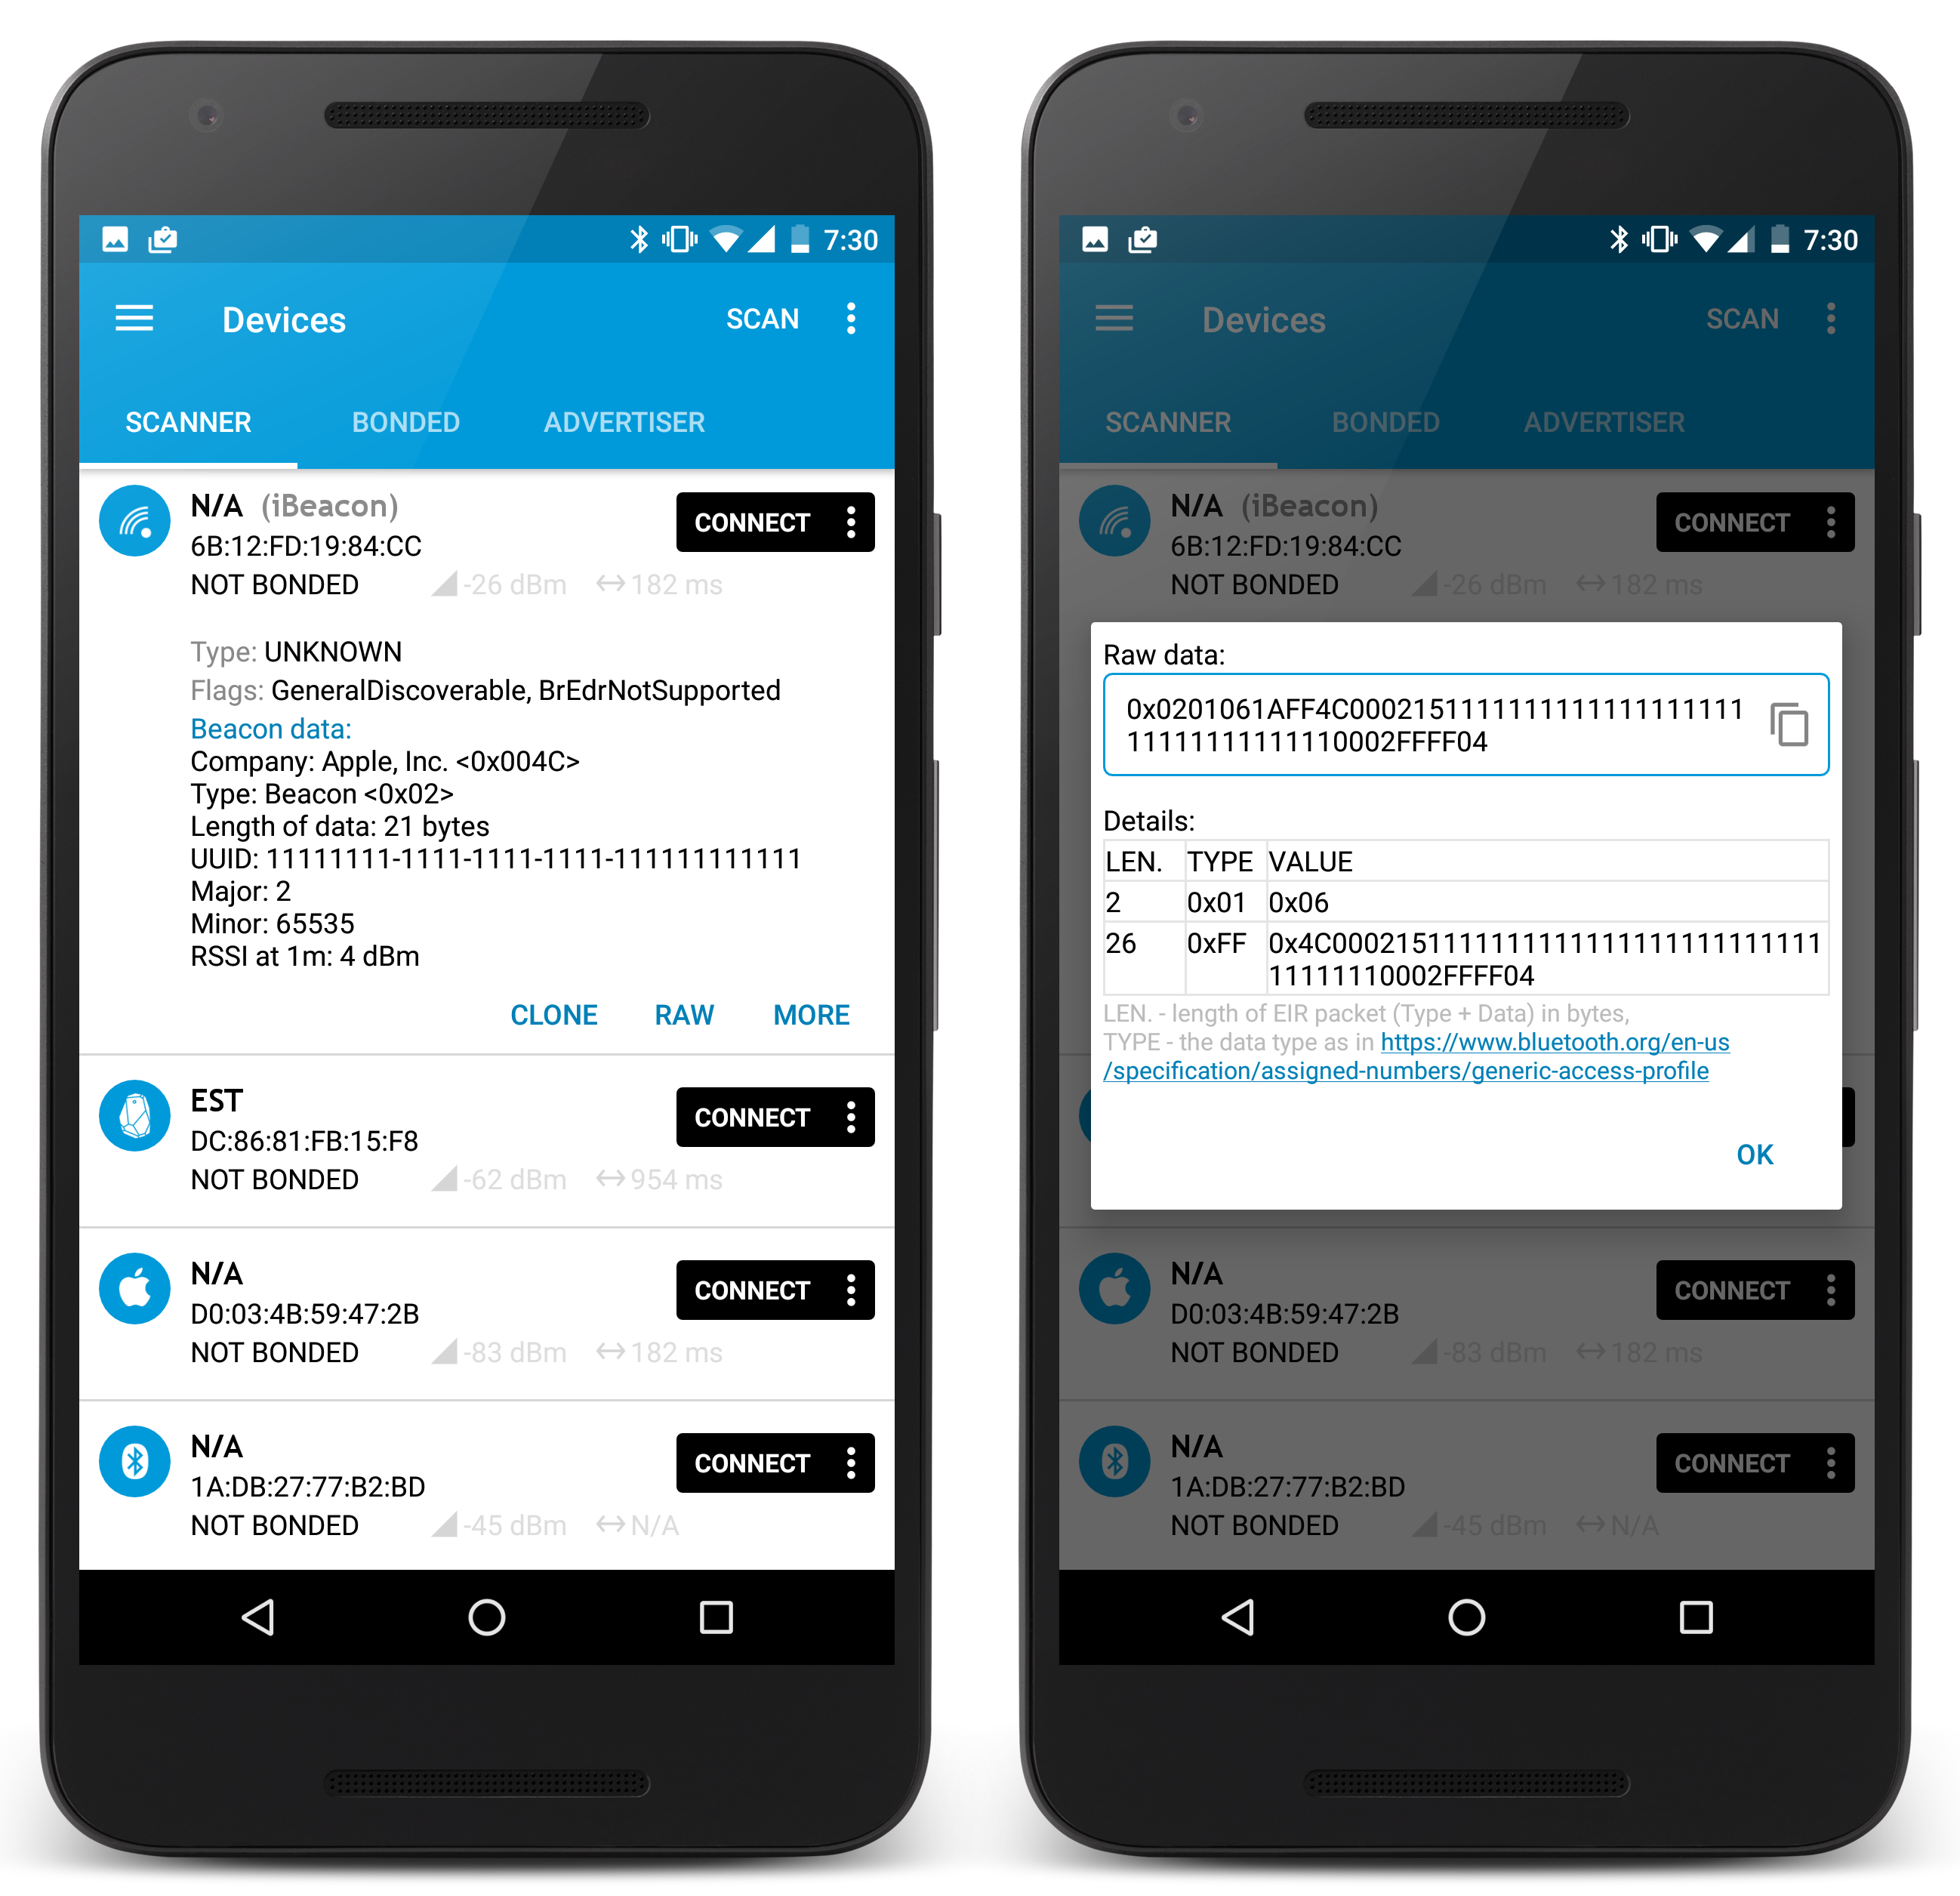 7:30
Devices
SCAN
SCANNER
BONDED
ADVERTISER
N/A (iBeacon)
6B:12:FD:19:84:CC
NOT BONDED -26 dBm 182 ms
CONNECT
Type: UNKNOWN
Flags: GeneralDiscoverable, BrEdrNotSupported
Beacon data:
Company: Apple, Inc. <0x004C>
Type: Beacon <0x02>
Length of data: 21 bytes
UUID: 11111111-1111-1111-1111-111111111111
Major: 2
Minor: 65535
RSSI at 1m: 4 dBm
CLONE RAW MORE
EST
DC:86:81:FB:15:F8
NOT BONDED -62 dBm 954 ms
CONNECT
N/A
D0:03:4B:59:47:2B
NOT BONDED -83 dBm 182 ms
CONNECT
N/A
1A:DB:27:77:B2:BD
NOT BONDED -45 dBm N/A
CONNECT
7:30
Devices
SCAN
SCANNER
BONDED
ADVERTISER
N/A (iBeacon)
6B:12:FD:19:84:CC
NOT BONDED -26 dBm 182 ms
CONNECT
Raw data:
0x0201061AFF4C0002151111111111111111111
11111111111110002FFFF04
Details:
LEN. TYPE VALUE
2 0x01 0x06
26 0xFF 0x4C0002151111111111111111111111111
11111110002FFFF04
LEN. - length of EIR packet (Type + Data) in bytes,
TYPE - the data type as in https://www.bluetooth.org/en-us
/specification/assigned-numbers/generic-access-profile
OK
N/A
D0:03:4B:59:47:2B
NOT BONDED -83 dBm 182 ms
CONNECT
N/A
1A:DB:27:77:B2:BD
NOT BONDED -45 dBm N/A
CONNECT